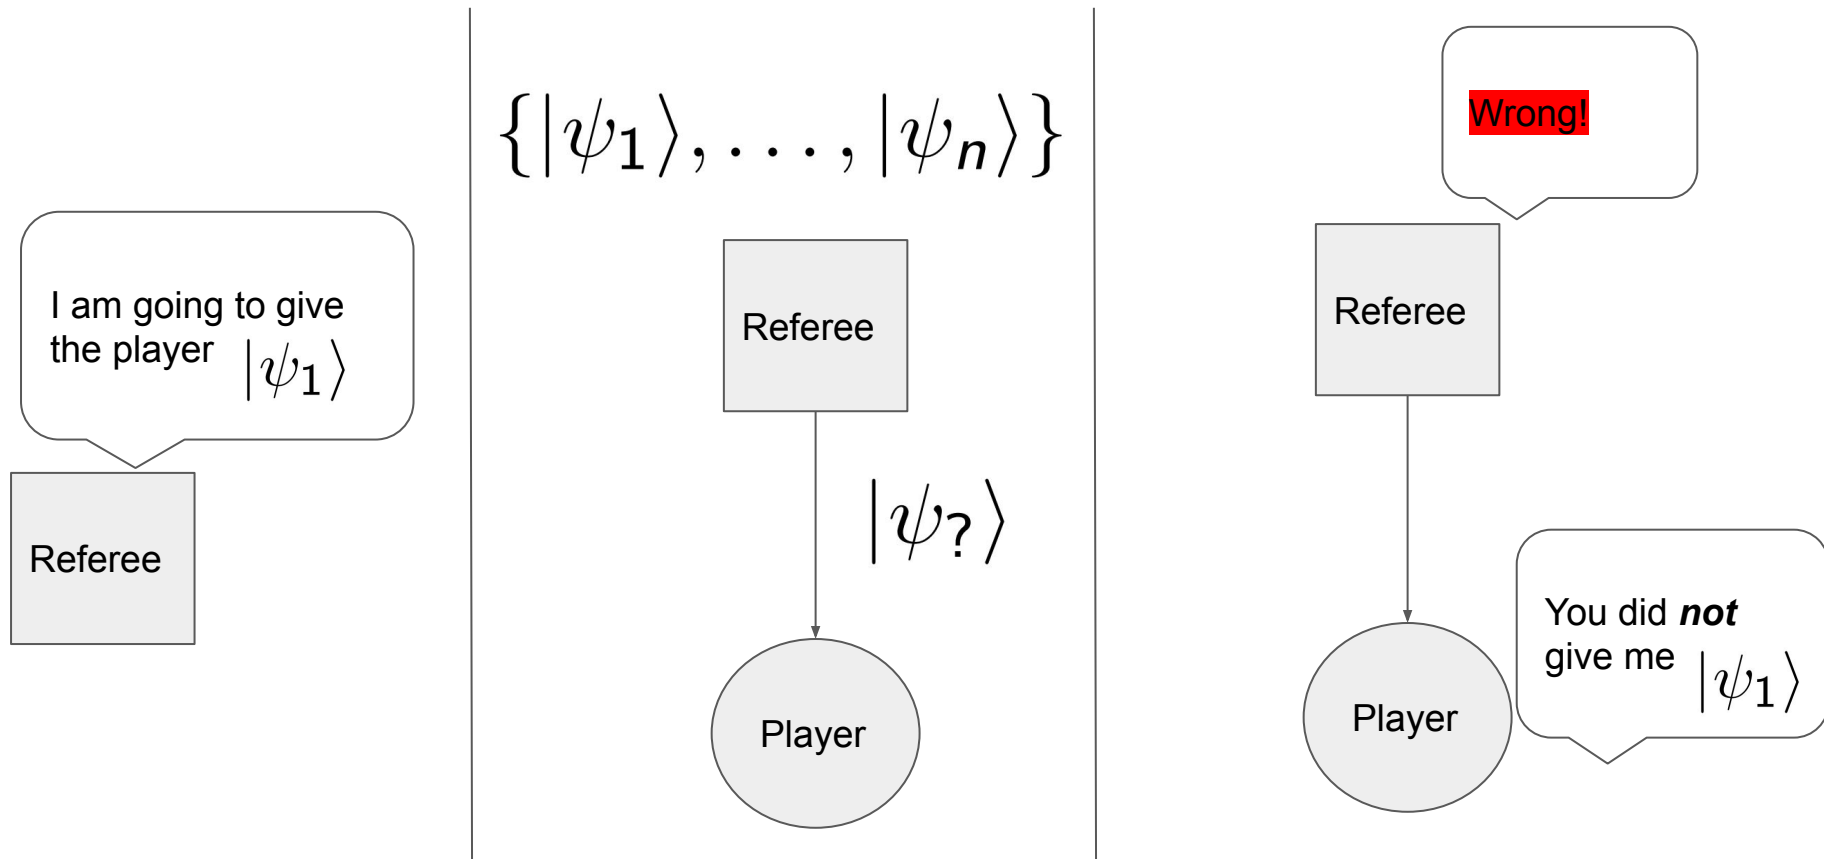 I am going to give
the player |ψ₁⟩
Referee
{|ψ₁⟩, . . . , |ψₙ⟩}
Referee
|ψ?⟩
Player
Wrong!
Referee
You did not
give me |ψ₁⟩
Player